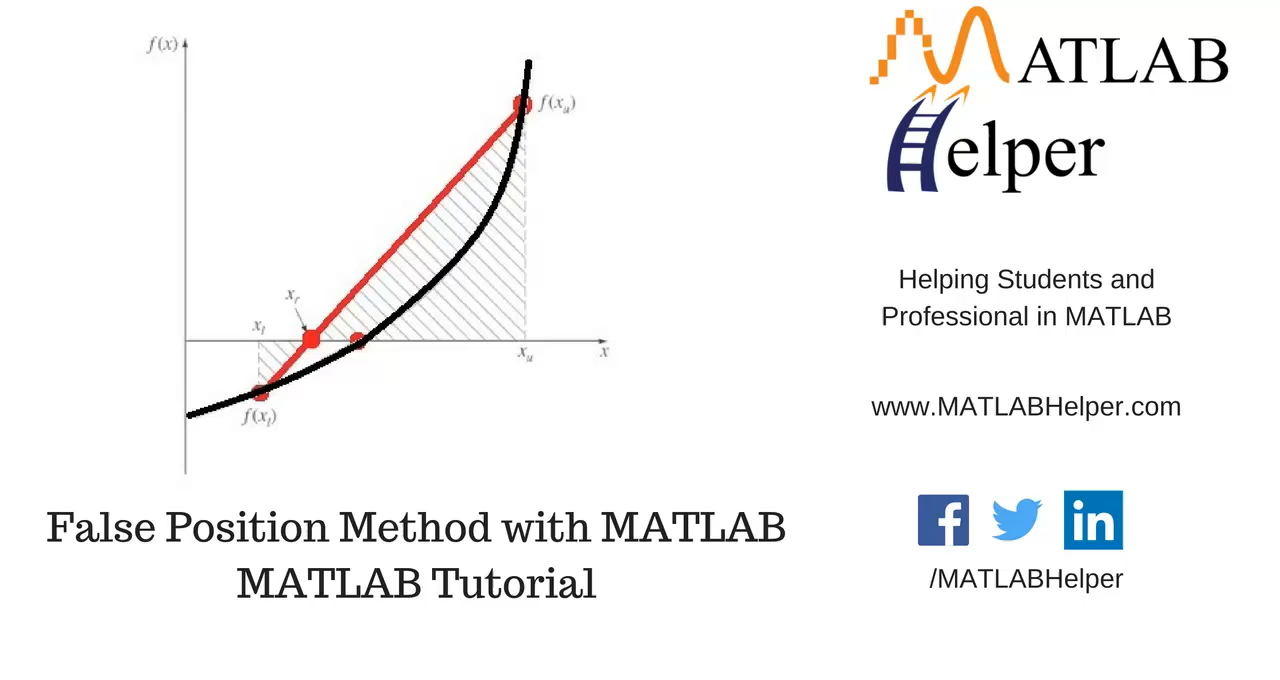 f(x)
f(xᵤ)
xᵣ
xₗ
xᵤ
x
f(xₗ)
False Position Method with MATLAB
MATLAB Tutorial
MATLAB
Helper
Helping Students and
Professional in MATLAB
www.MATLABHelper.com
f
in
/MATLABHelper